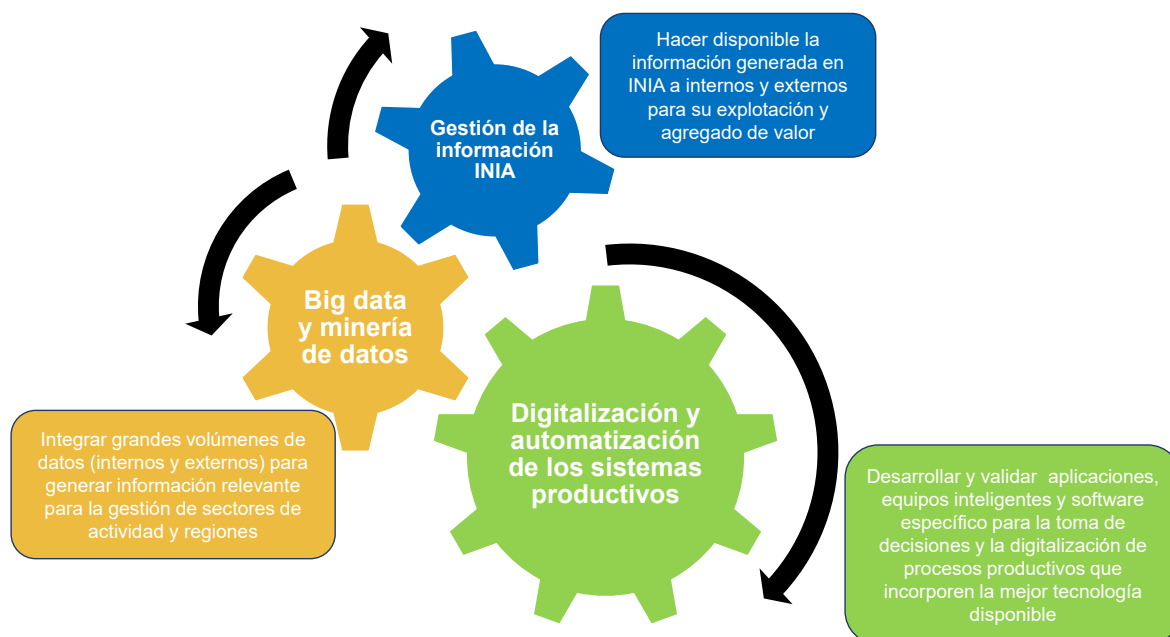 Hacer disponible la
información generada en
INIA a internos y externos
para su explotación y
agregado de valor
Gestión de la
información
INIA
Big data
y minería
de datos
Integrar grandes volúmenes de
datos (internos y externos) para
generar información relevante
para la gestión de sectores de
actividad y regiones
Digitalización y
automatización
de los sistemas
productivos
Desarrollar y validar aplicaciones,
equipos inteligentes y software
específico para la toma de
decisiones y la digitalización de
procesos productivos que
incorporen la mejor tecnología
disponible